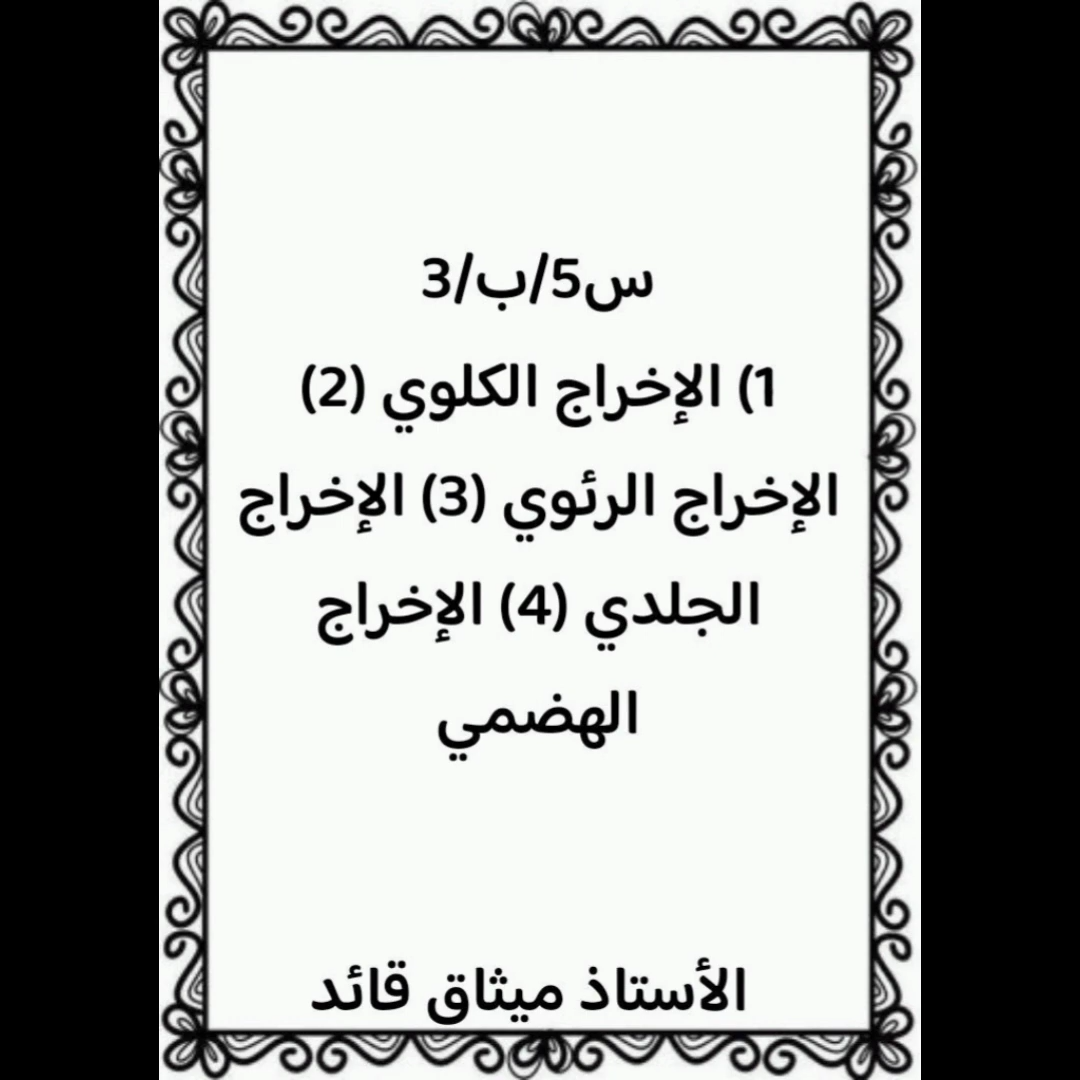 س5/ب/3
1) الإخراج الكلوي (2)
الإخراج الرئوي (3) الإخراج
الجلدي (4) الإخراج
الهضمي
الأستاذ ميثاق قائد